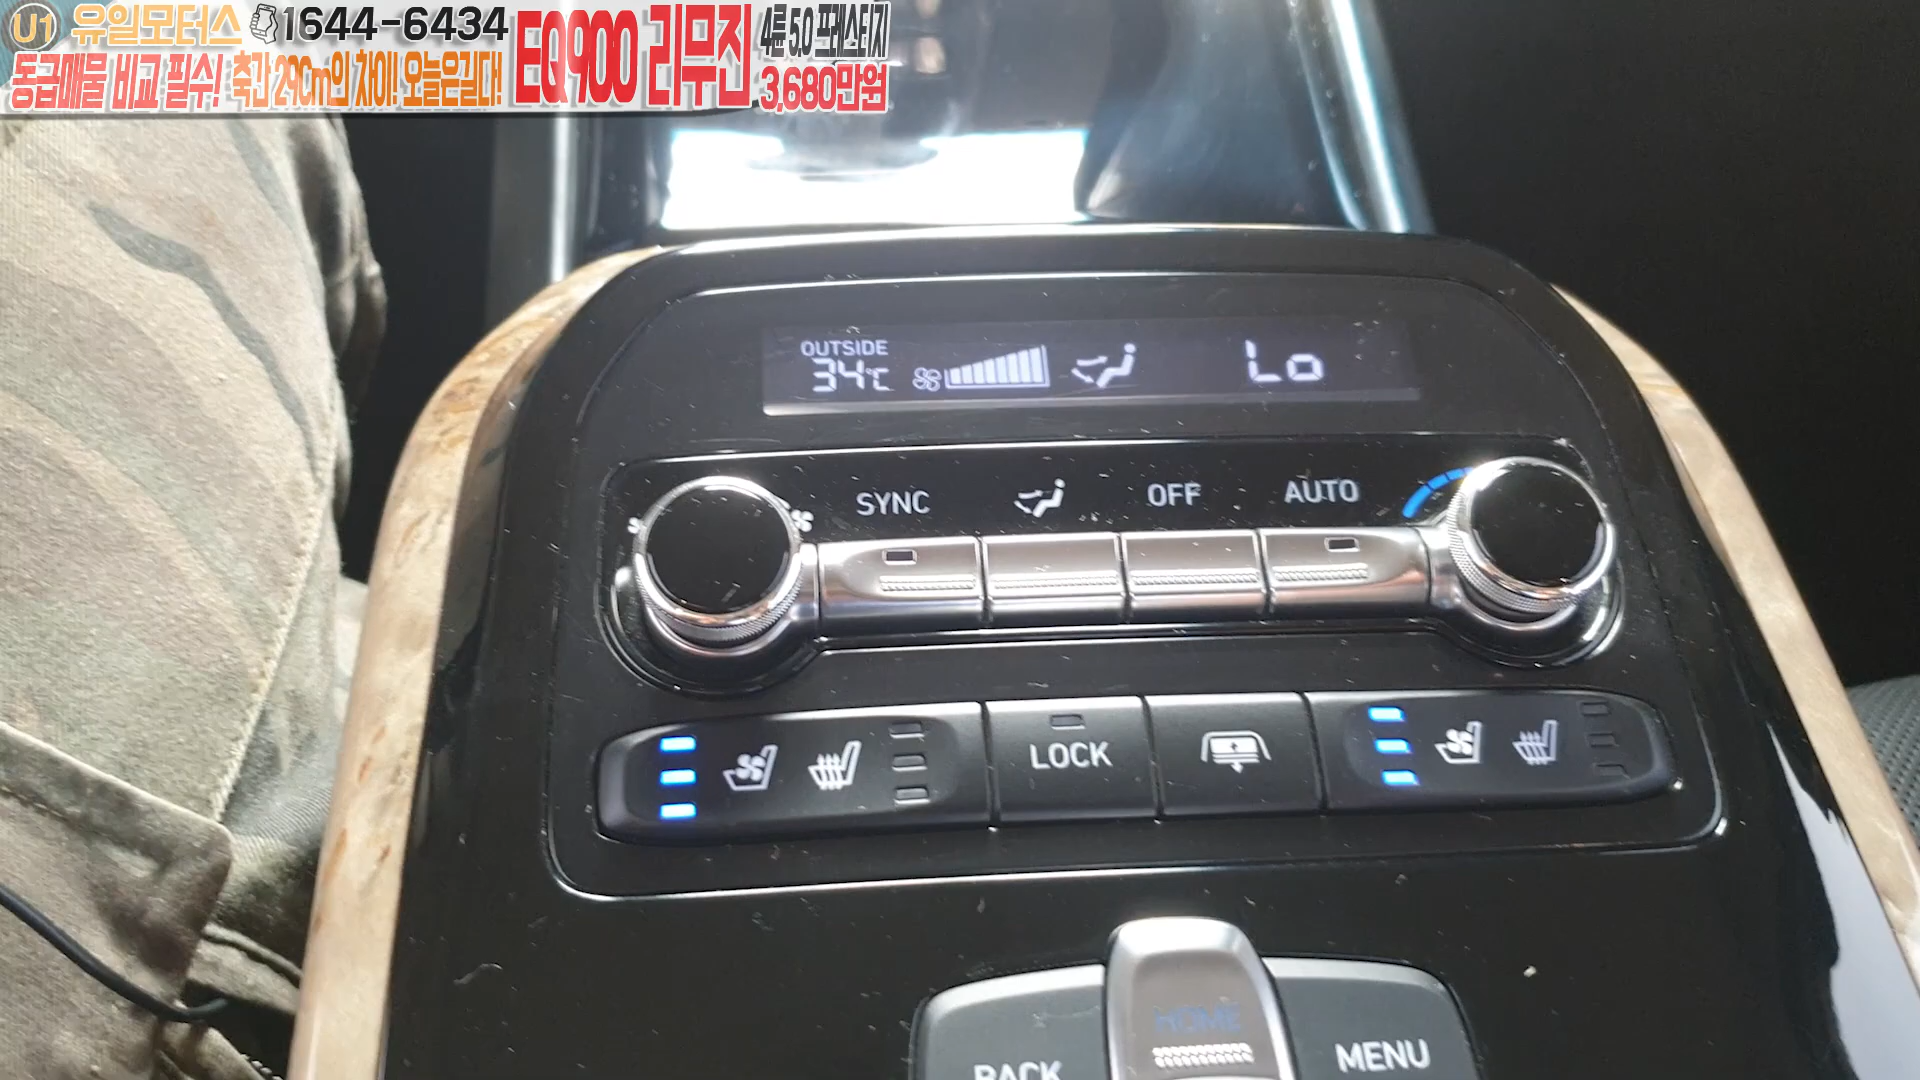 U1 유일모터스 1644-6434
동급매물 비교 필수! 축간 29Cm의 차이! 오늘은길다!
EQ900 리무진
4륜 5.0 프레스티지
3,680만원
OUTSIDE
34℃
Lo
SYNC OFF AUTO
LOCK
HOME
BACK MENU